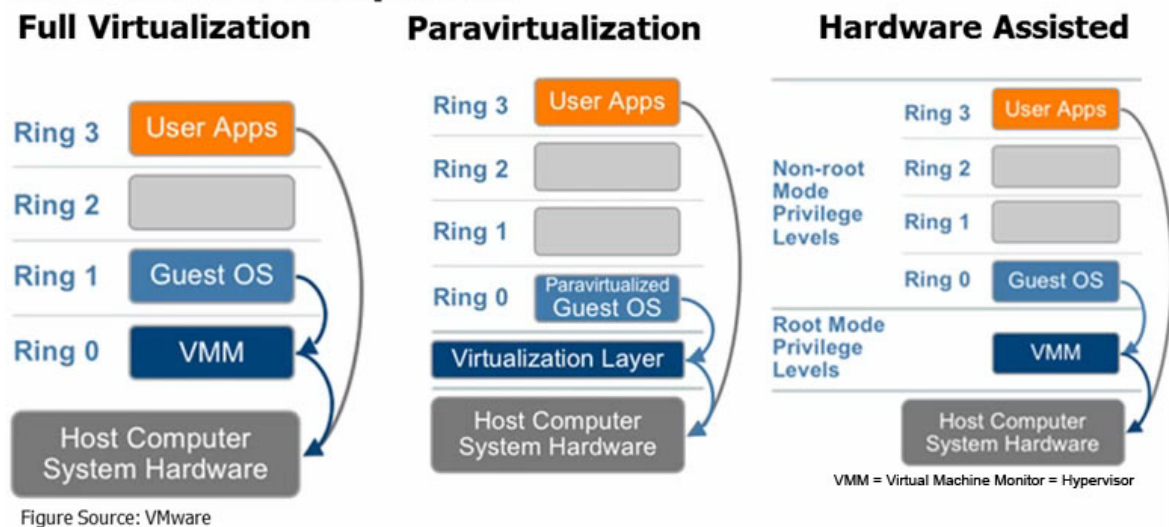 Full Virtualization
Ring 3
User Apps
Ring 2
Ring 1
Guest OS
Ring 0
VMM
Host Computer
System Hardware
Figure Source: VMware
Paravirtualization
Ring 3
User Apps
Ring 2
Ring 1
Ring 0
Paravirtualized
Guest OS
Virtualization Layer
Host Computer
System Hardware
Hardware Assisted
Non-root
Mode
Privilege
Levels
Ring 3
User Apps
Ring 2
Ring 1
Ring 0
Guest OS
Root Mode
Privilege
Levels
VMM
Host Computer
System Hardware
VMM = Virtual Machine Monitor = Hypervisor